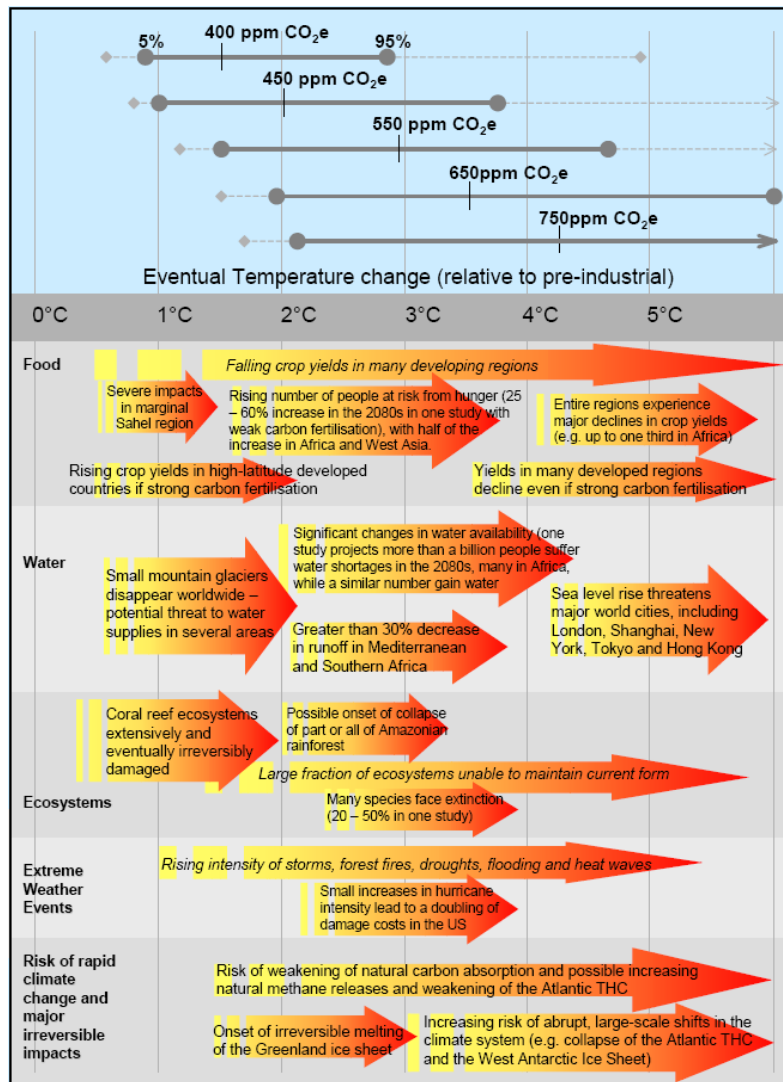 400 ppm CO₂e
5%
95%
450 ppm CO₂e
550 ppm CO₂e
650ppm CO₂e
750ppm CO₂e
Eventual Temperature change (relative to pre-industrial)
0°C 1°C 2°C 3°C 4°C 5°C
Food
Falling crop yields in many developing regions
Severe impacts
in marginal
Sahel region
Rising number of people at risk from hunger (25
– 60% increase in the 2080s in one study with
weak carbon fertilisation), with half of the
increase in Africa and West Asia.
Entire regions experience
major declines in crop yields
(e.g. up to one third in Africa)
Rising crop yields in high-latitude developed
countries if strong carbon fertilisation
Yields in many developed regions
decline even if strong carbon fertilisation
Water
Small mountain glaciers
disappear worldwide –
potential threat to water
supplies in several areas
Significant changes in water availability (one
study projects more than a billion people suffer
water shortages in the 2080s, many in Africa,
while a similar number gain water
Greater than 30% decrease
in runoff in Mediterranean
and Southern Africa
Sea level rise threatens
major world cities, including
London, Shanghai, New
York, Tokyo and Hong Kong
Ecosystems
Coral reef ecosystems
extensively and
eventually irreversibly
damaged
Possible onset of collapse
of part or all of Amazonian
rainforest
Large fraction of ecosystems unable to maintain current form
Many species face extinction
(20 – 50% in one study)
Extreme
Weather
Events
Rising intensity of storms, forest fires, droughts, flooding and heat waves
Small increases in hurricane
intensity lead to a doubling of
damage costs in the US
Risk of rapid
climate
change and
major
irreversible
impacts
Risk of weakening of natural carbon absorption and possible increasing
natural methane releases and weakening of the Atlantic THC
Onset of irreversible melting
of the Greenland ice sheet
Increasing risk of abrupt, large-scale shifts in the
climate system (e.g. collapse of the Atlantic THC
and the West Antarctic Ice Sheet)